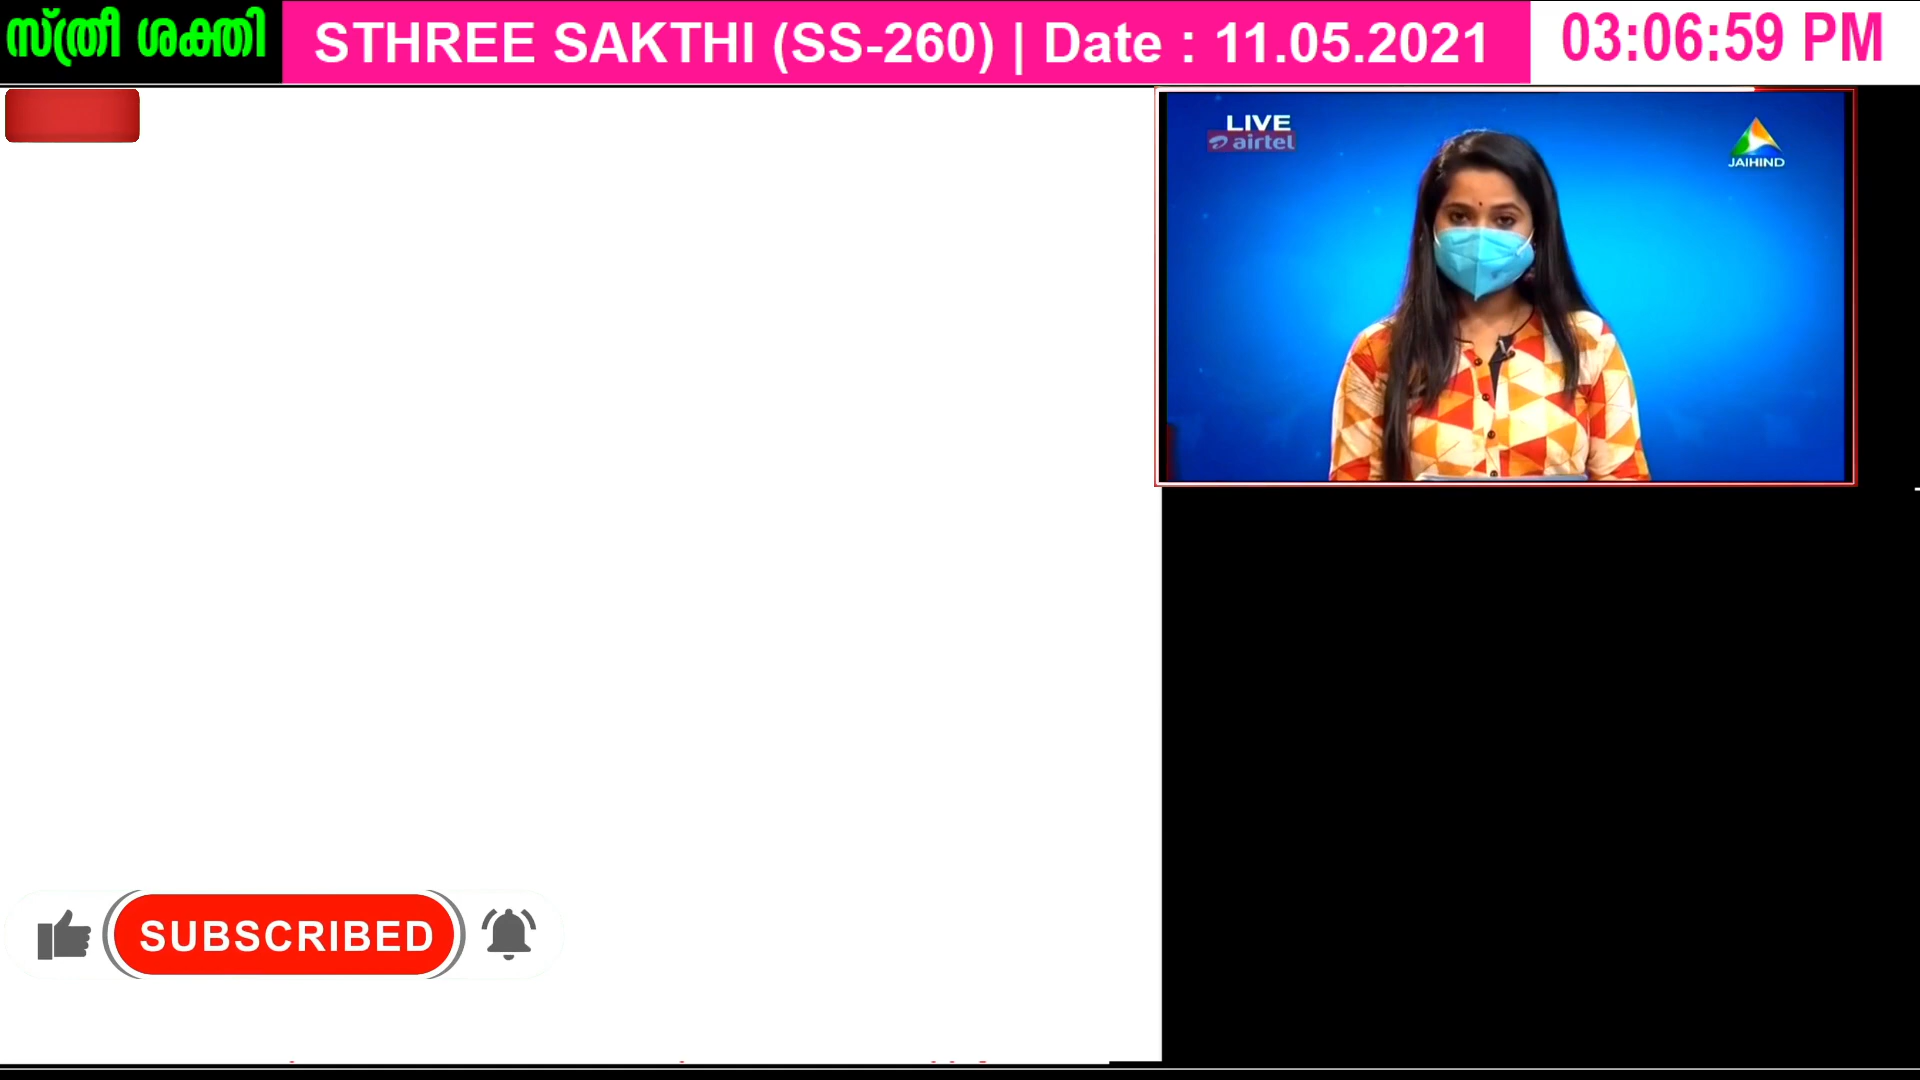 സ്ത്രീ ശക്തി
STHREE SAKTHI (SS-260) | Date : 11.05.2021
03:06:59 PM
LIVE
airtel
JAIHIND
SUBSCRIBED